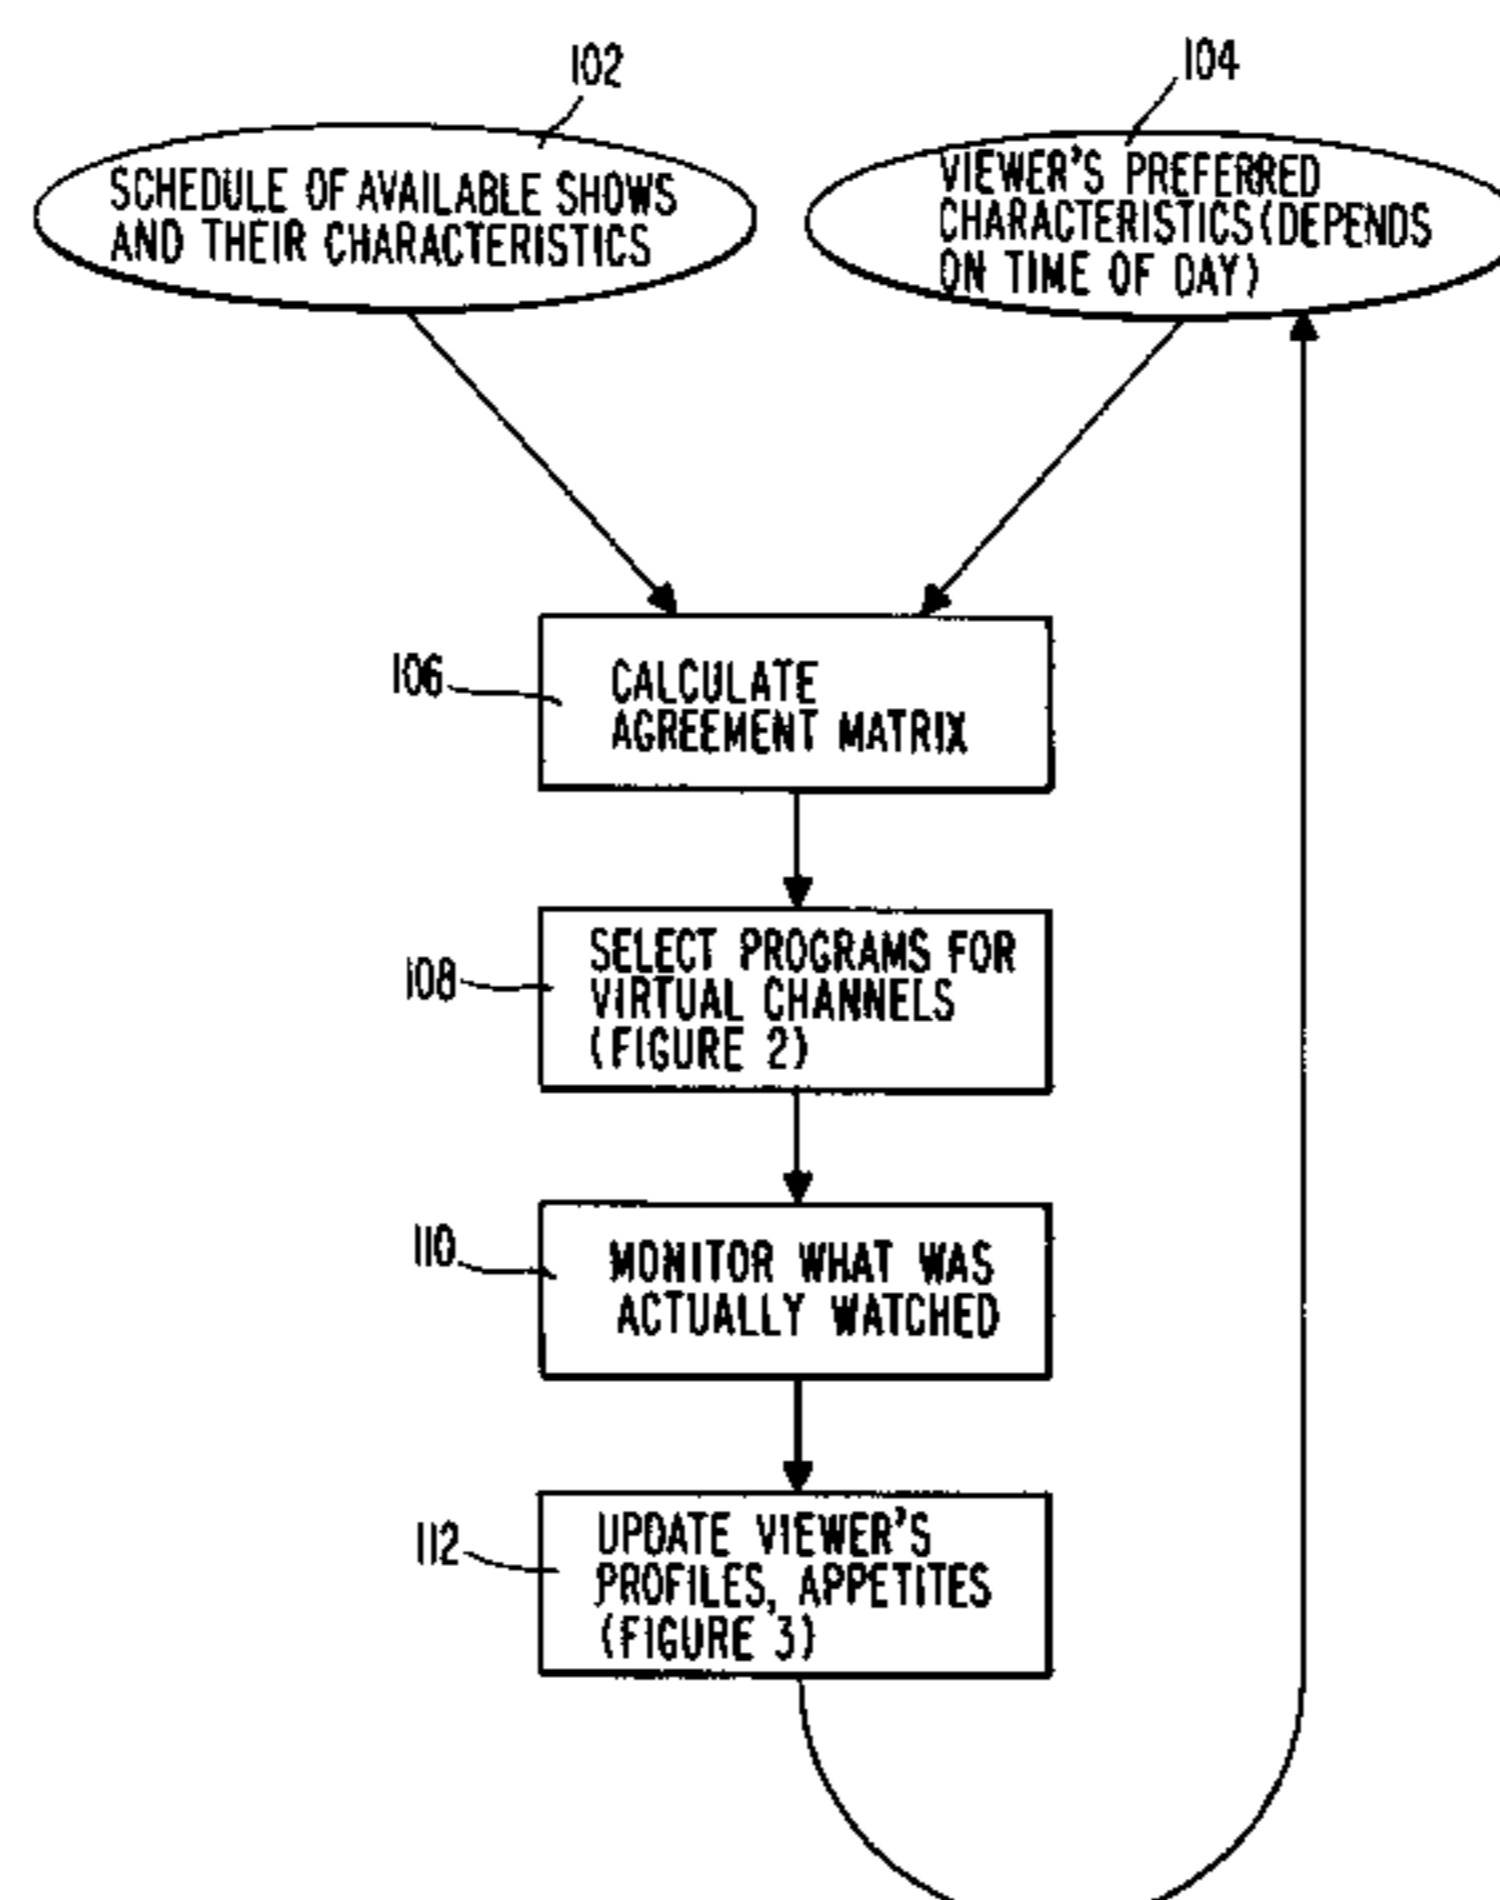 102
SCHEDULE OF AVAILABLE SHOWS
AND THEIR CHARACTERISTICS
104
VIEWER'S PREFERRED
CHARACTERISTICS (DEPENDS
ON TIME OF DAY)
106
CALCULATE
AGREEMENT MATRIX
108
SELECT PROGRAMS FOR
VIRTUAL CHANNELS
(FIGURE 2)
110
MONITOR WHAT WAS
ACTUALLY WATCHED
112
UPDATE VIEWER'S
PROFILES, APPETITES
(FIGURE 3)